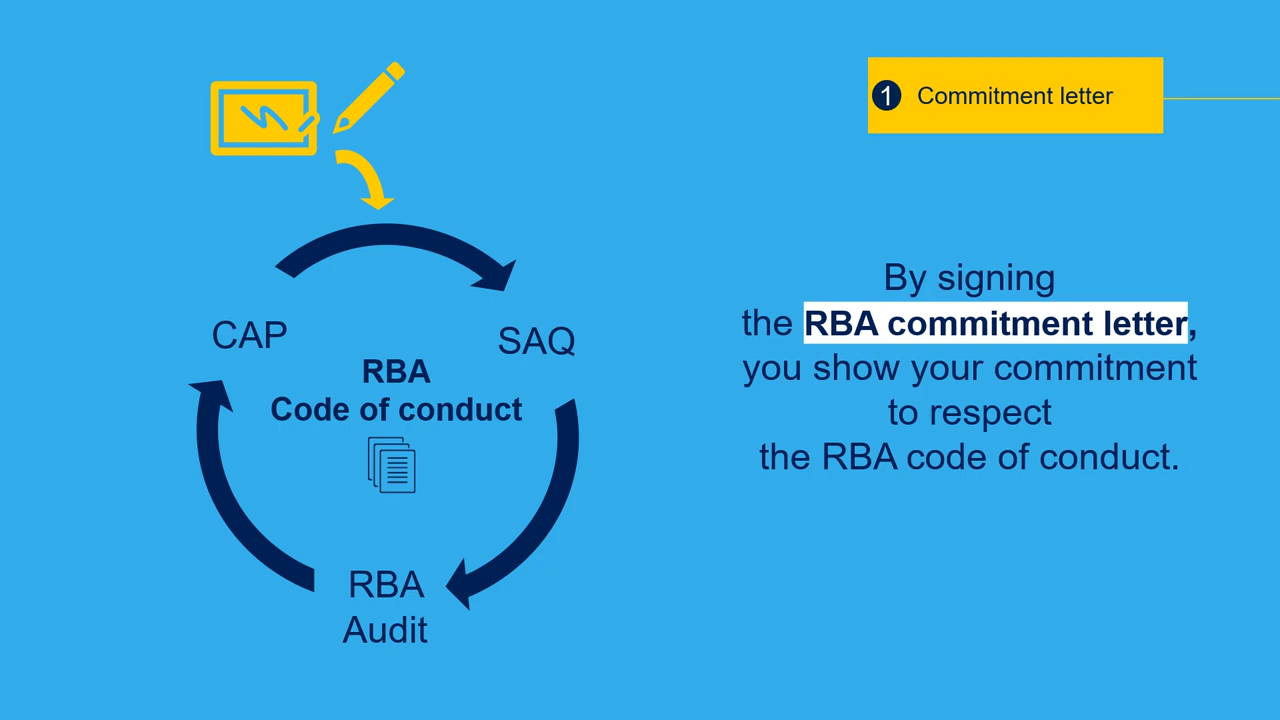 1 Commitment letter
CAP
SAQ
RBA
Code of conduct
RBA
Audit
By signing
the RBA commitment letter,
you show your commitment
to respect
the RBA code of conduct.